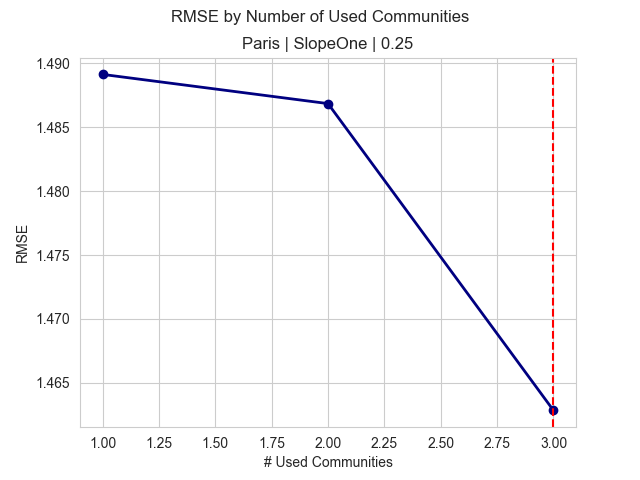 RMSE by Number of Used Communities
Paris | SlopeOne | 0.25
1.490
1.485
1.480
1.475
1.470
1.465
RMSE
1.00 1.25 1.50 1.75 2.00 2.25 2.50 2.75 3.00
# Used Communities